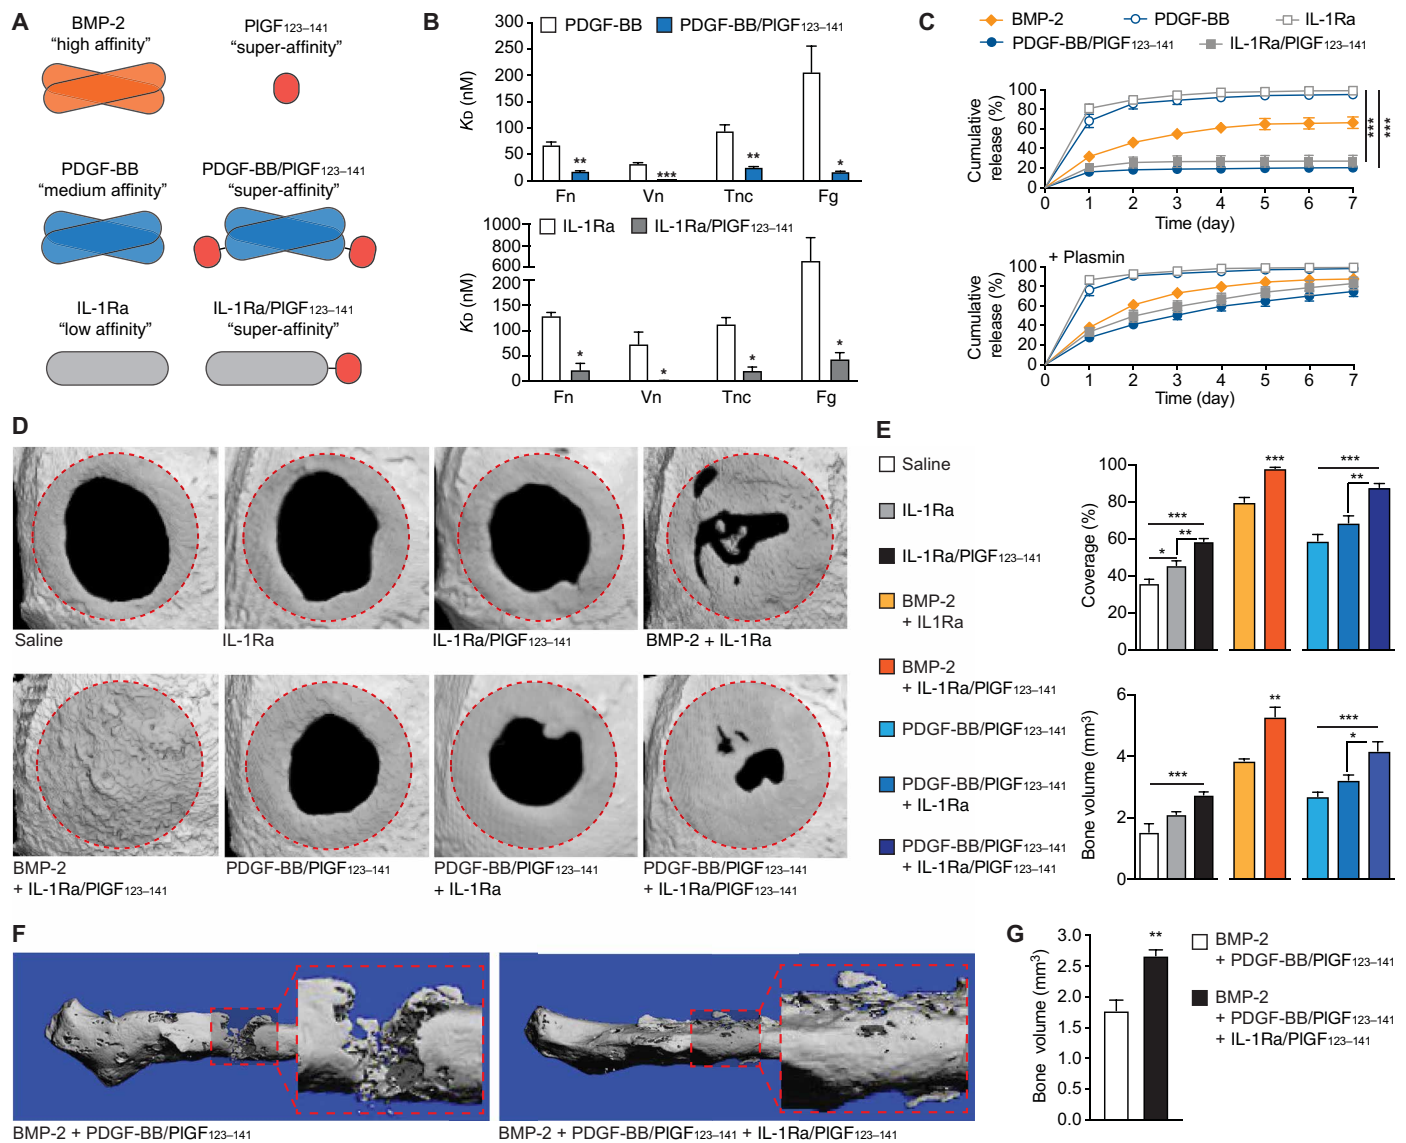 A
BMP-2
“high affinity”
PlGF123–141
“super-affinity”
PDGF-BB
“medium affinity”
PDGF-BB/PlGF123–141
“super-affinity”
IL-1Ra
“low affinity”
IL-1Ra/PlGF123–141
“super-affinity”
B
PDGF-BB PDGF-BB/PlGF123–141
KD (nM)
300
250
200
150
100
50
0
** *** ** *
Fn Vn Tnc Fg
IL-1Ra IL-1Ra/PlGF123–141
KD (nM)
1000
800
600
200
150
100
50
0
* * * *
Fn Vn Tnc Fg
C
BMP-2 PDGF-BB IL-1Ra
PDGF-BB/PlGF123–141 IL-1Ra/PlGF123–141
Cumulative
release (%)
100
80
60
40
20
0
*** ***
0 1 2 3 4 5 6 7
Time (day)
+ Plasmin
Cumulative
release (%)
100
80
60
40
20
0
0 1 2 3 4 5 6 7
Time (day)
D
Saline
IL-1Ra
IL-1Ra/PlGF123–141
BMP-2 + IL-1Ra
BMP-2
+ IL-1Ra/PlGF123–141
PDGF-BB/PlGF123–141
PDGF-BB/PlGF123–141
+ IL-1Ra
PDGF-BB/PlGF123–141
+ IL-1Ra/PlGF123–141
E
Saline
IL-1Ra
IL-1Ra/PlGF123–141
BMP-2
+ IL1Ra
BMP-2
+ IL-1Ra/PlGF123–141
PDGF-BB/PlGF123–141
PDGF-BB/PlGF123–141
+ IL-1Ra
PDGF-BB/PlGF123–141
+ IL-1Ra/PlGF123–141
Coverage (%)
100
80
60
40
20
0
***
* **
***
***
**
Bone volume (mm3)
6
4
2
0
***
**
***
*
F
BMP-2 + PDGF-BB/PlGF123–141
BMP-2 + PDGF-BB/PlGF123–141 + IL-1Ra/PlGF123–141
G
Bone volume (mm3)
3.0
2.5
2.0
1.5
1.0
0.5
0.0
**
BMP-2
+ PDGF-BB/PlGF123–141
BMP-2
+ PDGF-BB/PlGF123–141
+ IL-1Ra/PlGF123–141